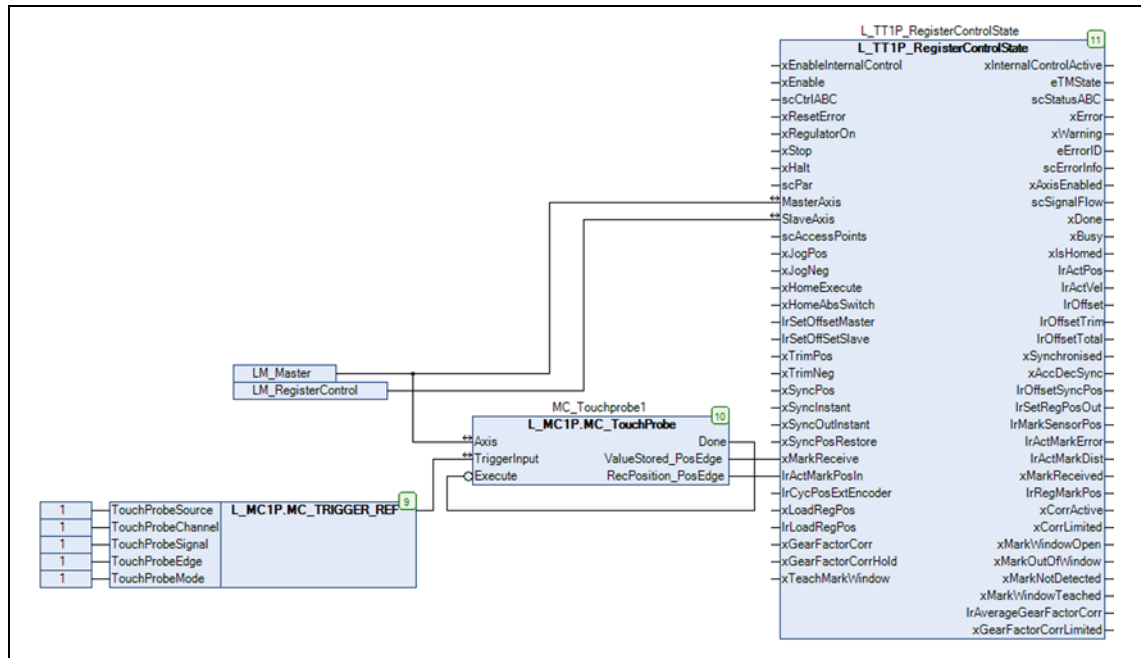 L_TT1P_RegisterControlState
11
L_TT1P_RegisterControlState
xEnableInternalControl xInternalControlActive
xEnable eTMState
scCtrlABC scStatusABC
xResetError xError
xRegulatorOn xWarning
xStop eErrorID
xHalt scErrorInfo
scPar xAxisEnabled
MasterAxis scSignalFlow
SlaveAxis xDone
scAccessPoints xBusy
xJogPos xIsHomed
xJogNeg lrActPos
xHomeExecute lrActVel
xHomeAbsSwitch lrOffset
lrSetOffsetMaster lrOffsetTrim
lrSetOffSetSlave lrOffsetTotal
xTrimPos xSynchronised
xTrimNeg xAccDecSync
xSyncPos lrOffsetSyncPos
xSyncInstant lrSetRegPosOut
xSyncOutInstant lrMarkSensorPos
xSyncPosRestore lrActMarkError
xMarkReceive lrActMarkDist
lrActMarkPosIn xMarkReceived
lrCycPosExtEncoder lrRegMarkPos
xLoadRegPos xCorrActive
lrLoadRegPos xCorrLimited
xGearFactorCorr xMarkWindowOpen
xGearFactorCorrHold xMarkOutOfWindow
xTeachMarkWindow xMarkNotDetected
xMarkWindowTeached
lrAverageGearFactorCorr
xGearFactorCorrLimited
LM_Master
LM_RegisterControl
MC_Touchprobe1
10
L_MC1P.MC_TouchProbe
Axis Done
TriggerInput ValueStored_PosEdge
Execute RecPosition_PosEdge
9
1 TouchProbeSource L_MC1P.MC_TRIGGER_REF
1 TouchProbeChannel
1 TouchProbeSignal
1 TouchProbeEdge
1 TouchProbeMode